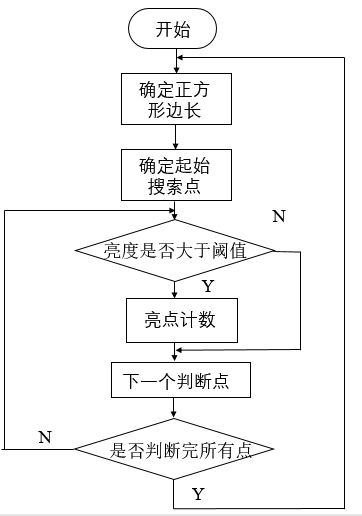 开始
确定正方
形边长
确定起始
搜索点
N
亮度是否大于阈值
Y
亮点计数
下一个判断点
N
是否判断完所有点
Y